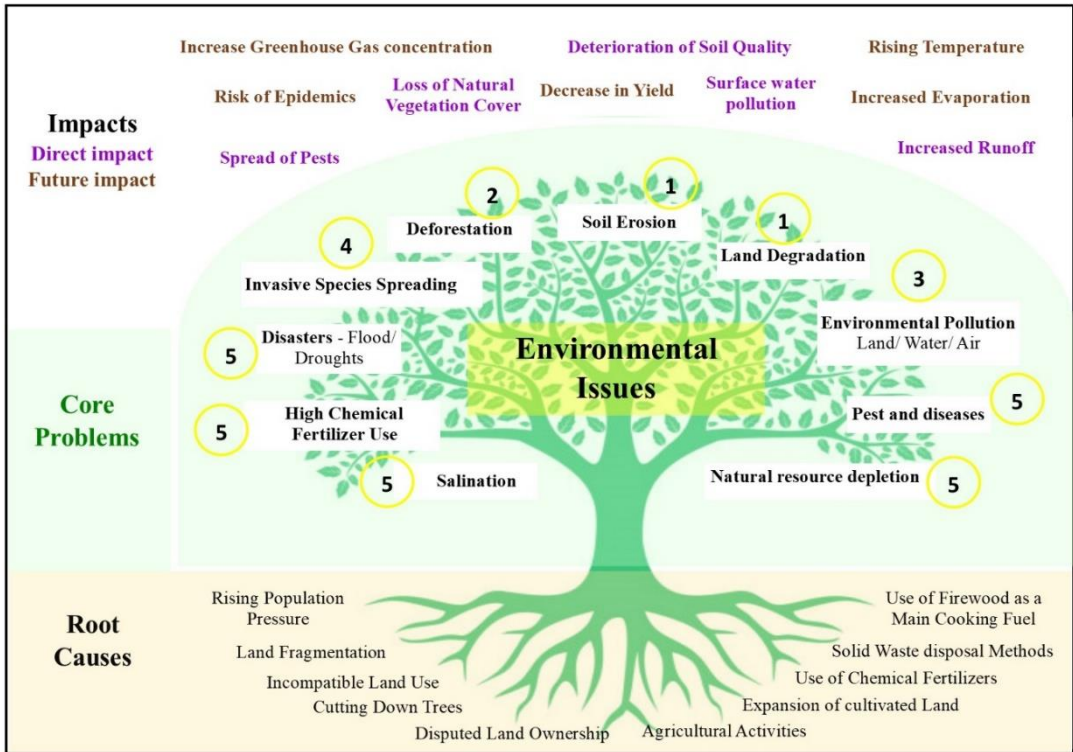 Increase Greenhouse Gas concentration
Deterioration of Soil Quality
Rising Temperature
Risk of Epidemics
Loss of Natural
Vegetation Cover
Decrease in Yield
Surface water
pollution
Increased Evaporation
Impacts
Direct impact
Future impact
Spread of Pests
Increased Runoff
2
Deforestation
1
Soil Erosion
1
Land Degradation
4
Invasive Species Spreading
3
Environmental Pollution
Land/ Water/ Air
5
Disasters - Flood/
Droughts
Environmental
Issues
Core
Problems
5
High Chemical
Fertilizer Use
Pest and diseases
5
5
Salination
Natural resource depletion
5
Root
Causes
Rising Population
Pressure
Land Fragmentation
Incompatible Land Use
Cutting Down Trees
Disputed Land Ownership
Use of Firewood as a
Main Cooking Fuel
Solid Waste disposal Methods
Use of Chemical Fertilizers
Expansion of cultivated Land
Agricultural Activities